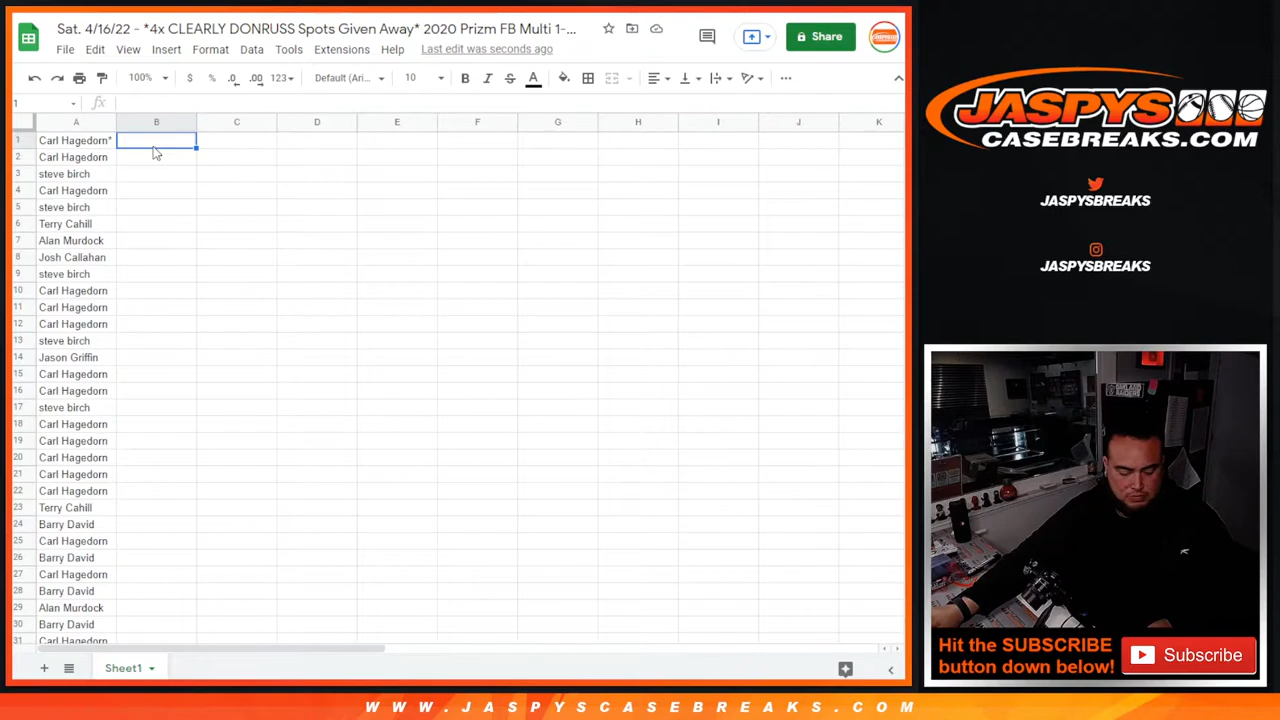 Sat. 4/16/22 - *4x CLEARLY DONRUSS Spots Given Away* 2020 Prizm FB Multi 1-...
File Edit View Insert Format Data Tools Extensions Help Last edit was seconds ago
Share
100% $ % .0 .00 123 Default (Ari... 10 B I S A
1 fx
A B C D E F G H I J K
1 Carl Hagedorn*
2 Carl Hagedorn
3 steve birch
4 Carl Hagedorn
5 steve birch
6 Terry Cahill
7 Alan Murdock
8 Josh Callahan
9 steve birch
10 Carl Hagedorn
11 Carl Hagedorn
12 Carl Hagedorn
13 steve birch
14 Jason Griffin
15 Carl Hagedorn
16 Carl Hagedorn
17 steve birch
18 Carl Hagedorn
19 Carl Hagedorn
20 Carl Hagedorn
21 Carl Hagedorn
22 Carl Hagedorn
23 Terry Cahill
24 Barry David
25 Carl Hagedorn
26 Barry David
27 Carl Hagedorn
28 Barry David
29 Alan Murdock
30 Barry David
31 Carl Hagedorn
Sheet1
JASPYS
CASEBREAKS.COM
JASPYSBREAKS
JASPYSBREAKS
Hit the SUBSCRIBE
button down below!
Subscribe
WWW.JASPYSCASEBREAKS.COM